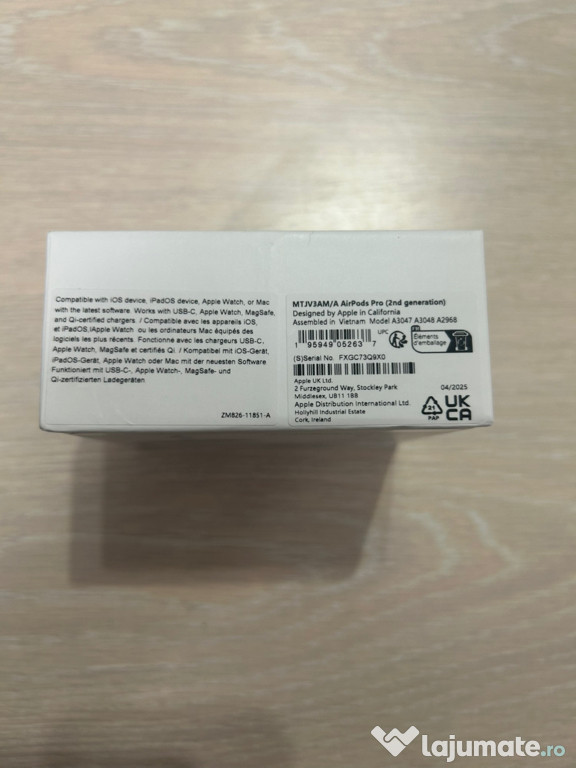 Compatible with iOS device, iPadOS device, Apple Watch, or Mac
with the latest software. Works with USB-C, Apple Watch, MagSafe,
and Qi-certified chargers. / Compatible avec les appareils iOS,
et iPadOS,lApple Watch ou les ordinateurs Mac équipés des
logiciels les plus récents. Fonctionne avec les chargeurs USB-C,
Apple Watch, MagSafe et certifiés Qi. / Kompatibel mit iOS-Gerät,
iPadOS-Gerät, Apple Watch oder Mac mit der neuesten Software
Funktioniert mit USB-C-, Apple Watch-, MagSafe- und
Qi-zertifizierten Ladegeräten
ZM826-11851-A
MTJV3AM/A AirPods Pro (2nd generation)
Designed by Apple in California
Assembled in Vietnam Model A3047 A3048 A2968
UPC
1 95949 05263 7
FR
Éléments
d'emballage
(S)Serial No. FXGC73Q9X0
Apple UK Ltd.
2 Furzeground Way, Stockley Park
Middlesex, UB11 1BB
Apple Distribution International Ltd.
Hollyhill Industrial Estate
Cork, Ireland
04/2025
21
PAP
UK
CA
lajumate.ro